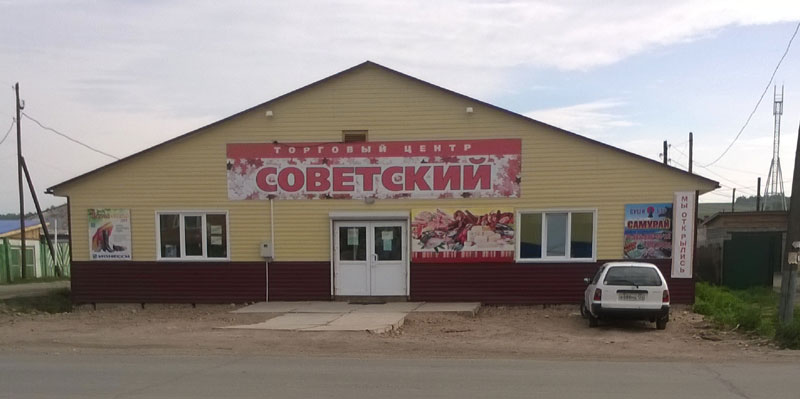 ТОРГОВЫЙ ЦЕНТР
СОВЕТСКИЙ
САМУРАЙ
МЫ ОТКРЫЛИСЬ